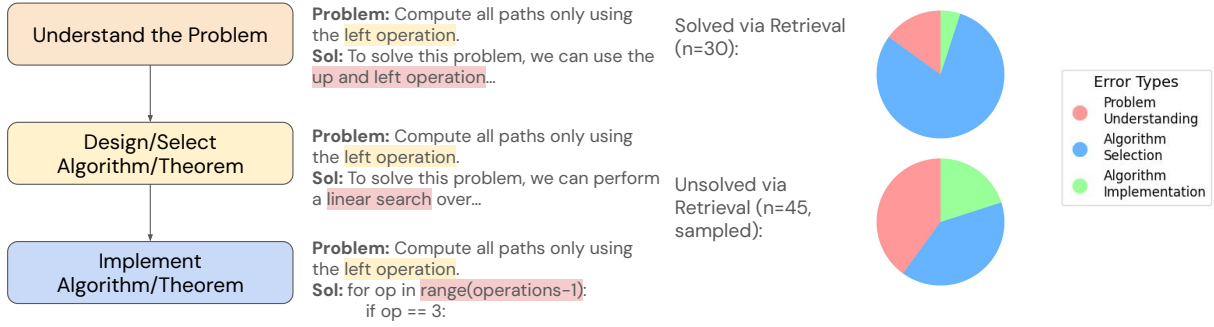 Understand the Problem
Problem: Compute all paths only using
the left operation.
Sol: To solve this problem, we can use the
up and left operation…
Design/Select
Algorithm/Theorem
Problem: Compute all paths only using
the left operation.
Sol: To solve this problem, we can perform
a linear search over…
Implement
Algorithm/Theorem
Problem: Compute all paths only using
the left operation.
Sol: for op in range(operations-1):
if op == 3:
Solved via Retrieval
(n=30):
Unsolved via
Retrieval (n=45,
sampled):
Error Types
Problem
Understanding
Algorithm
Selection
Algorithm
Implementation